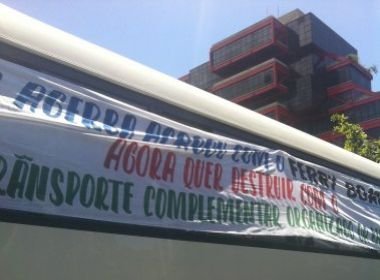 A AGERBA ACABOU COM O FERRY BOAT
AGORA QUER DESTRUIR COM O
TRANSPORTE COMPLEMENTAR ORGANIZADO